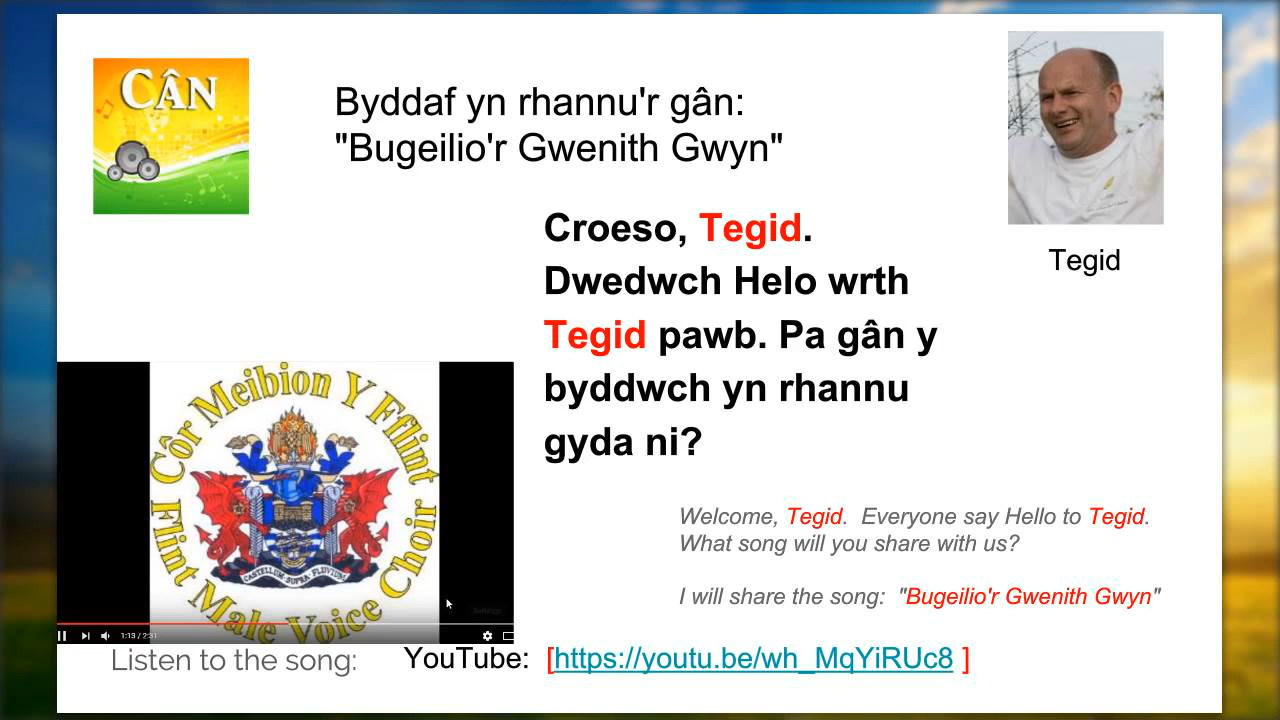 CÂN
Byddaf yn rhannu'r gân:
"Bugeilio'r Gwenith Gwyn"
Tegid
Croeso, Tegid.
Dwedwch Helo wrth
Tegid pawb. Pa gân y
byddwch yn rhannu
gyda ni?
Côr Meibion Y Fflint
Flint Male Voice Choir
CASTELLUM·SUPRA·FLUVIUM
Settings
1:13 / 2:31
Welcome, Tegid. Everyone say Hello to Tegid.
What song will you share with us?
I will share the song: "Bugeilio'r Gwenith Gwyn"
Listen to the song: YouTube: [https://youtu.be/wh_MqYiRUc8 ]